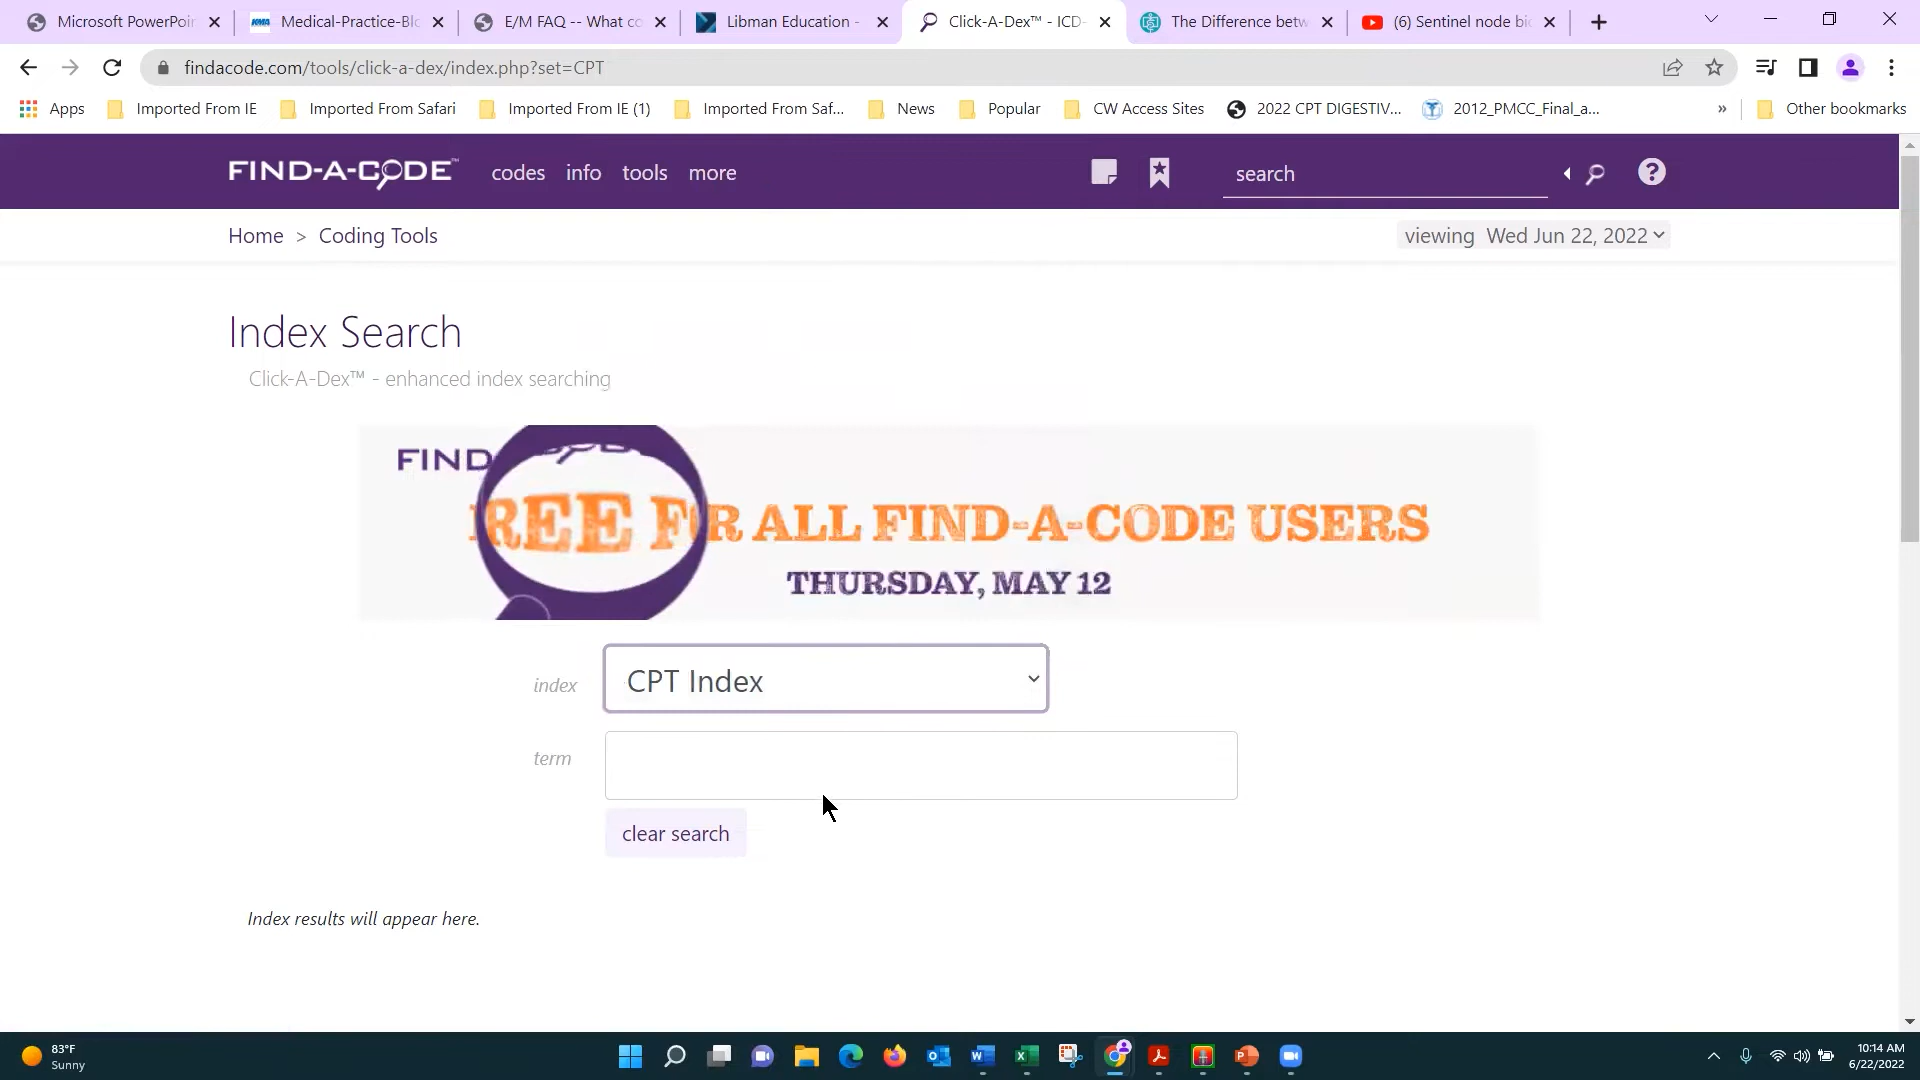 Microsoft PowerPoin
Medical-Practice-Blo
E/M FAQ -- What co
Libman Education -
Click-A-Dex™ - ICD-
The Difference betw
(6) Sentinel node bi
findacode.com/tools/click-a-dex/index.php?set=CPT
Apps
Imported From IE
Imported From Safari
Imported From IE (1)
Imported From Saf...
News
Popular
CW Access Sites
2022 CPT DIGESTIV...
2012_PMCC_Final_a...
»
Other bookmarks
FIND-A-CODE™
codes
info
tools
more
search
?
Home > Coding Tools
viewing Wed Jun 22, 2022
Index Search
Click-A-Dex™ - enhanced index searching
FIND
REE FOR ALL FIND-A-CODE USERS
THURSDAY, MAY 12
index
CPT Index
term
clear search
Index results will appear here.
83°F
Sunny
10:14 AM
6/22/2022